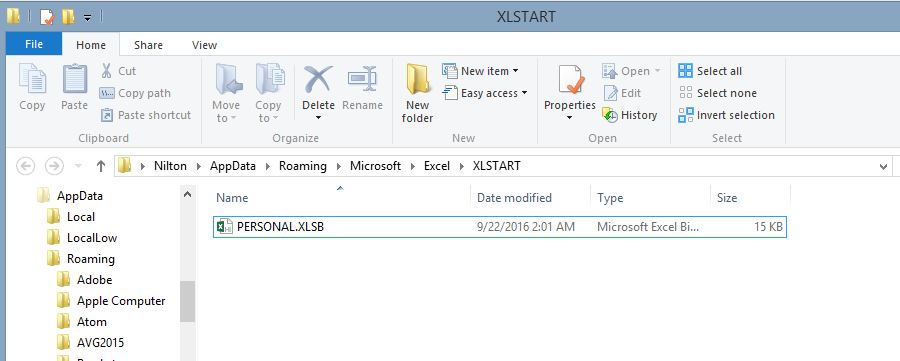 XLSTART
File Home Share View
Copy
Paste
Cut
Copy path
Paste shortcut
Clipboard
Move to
Copy to
Delete
Rename
Organize
New folder
New item
Easy access
New
Properties
Open
Edit
History
Open
Select all
Select none
Invert selection
Select
Nilton AppData Roaming Microsoft Excel XLSTART
AppData
Local
LocalLow
Roaming
Adobe
Apple Computer
Atom
AVG2015
Name Date modified Type Size
PERSONAL.XLSB 9/22/2016 2:01 AM Microsoft Excel Bi... 15 KB